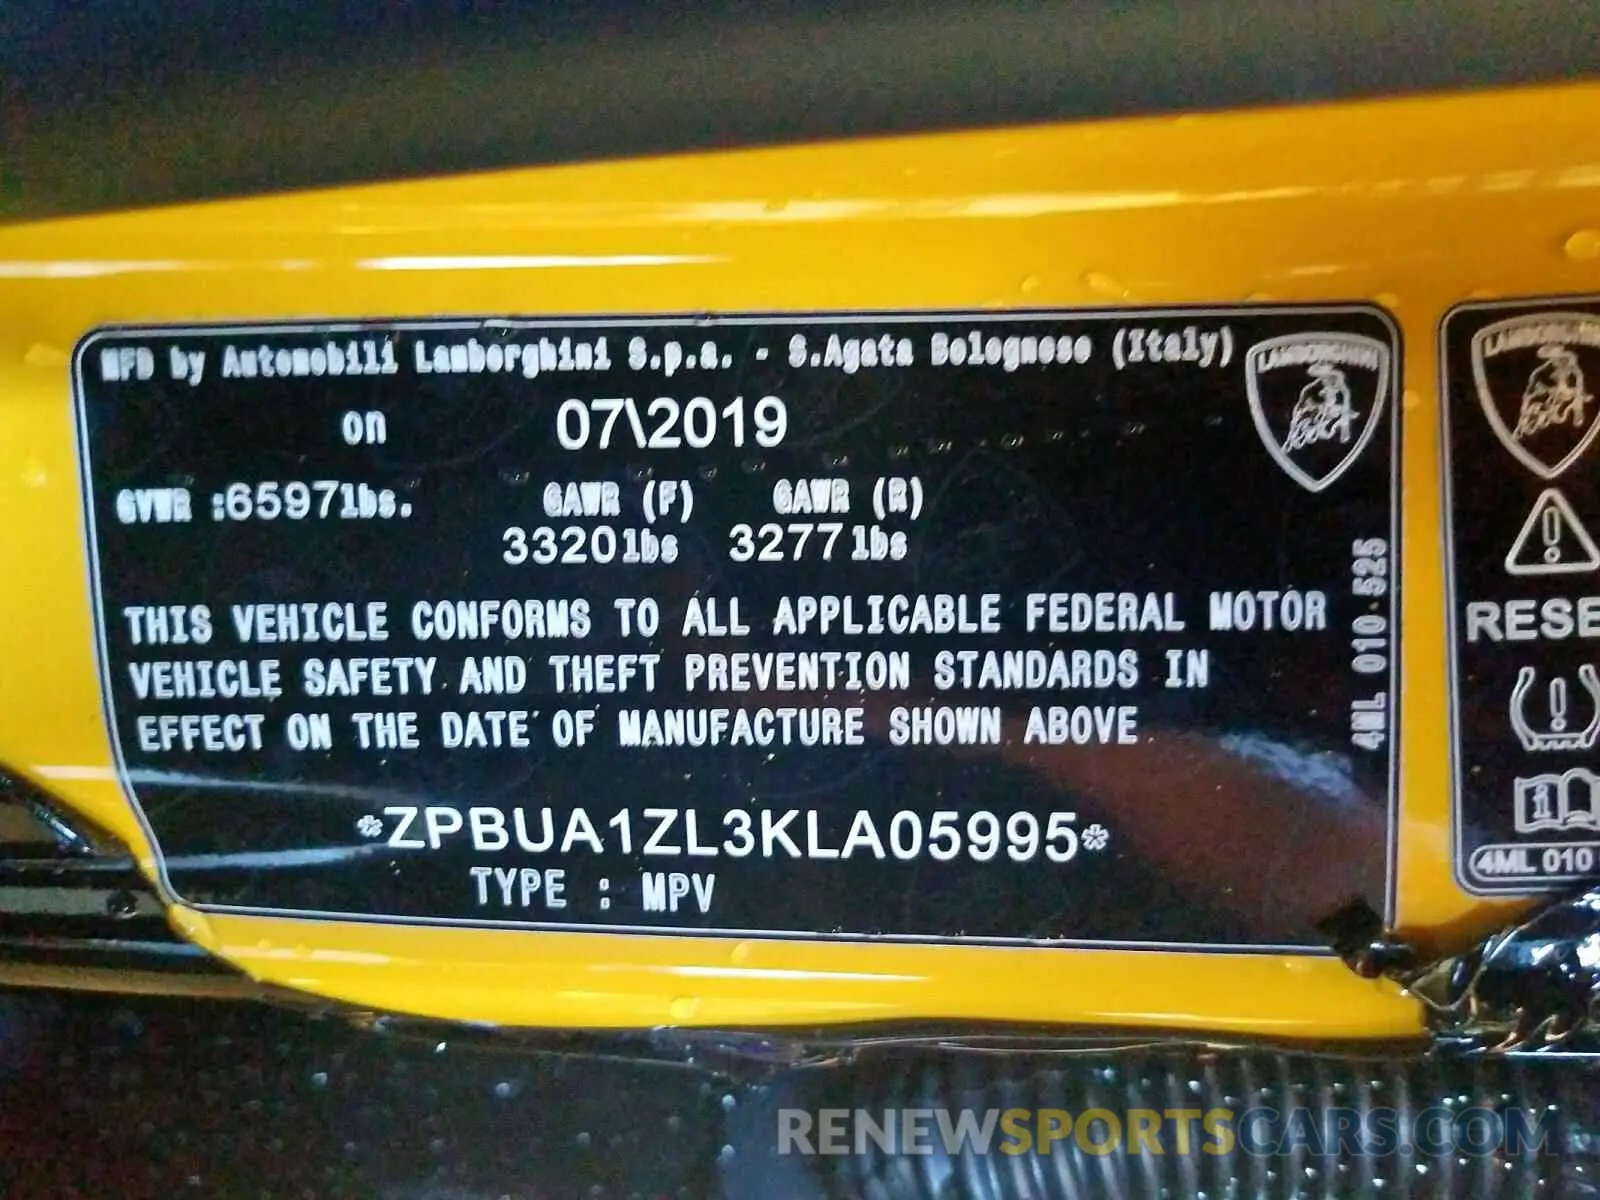 MFD by Automobili Lamborghini S.p.a. - S.Agata Bolognese (Italy)
on 07\2019
GVWR :6597lbs. GAWR (F) GAWR (R)
3320lbs 3277lbs
THIS VEHICLE CONFORMS TO ALL APPLICABLE FEDERAL MOTOR
VEHICLE SAFETY AND THEFT PREVENTION STANDARDS IN
EFFECT ON THE DATE OF MANUFACTURE SHOWN ABOVE
*ZPBUA1ZL3KLA05995*
TYPE : MPV
LAMBORGHINI
4ML 010 525
LAMBORGHINI
RESE
4ML 010
RENEWSPORTSCARS.COM